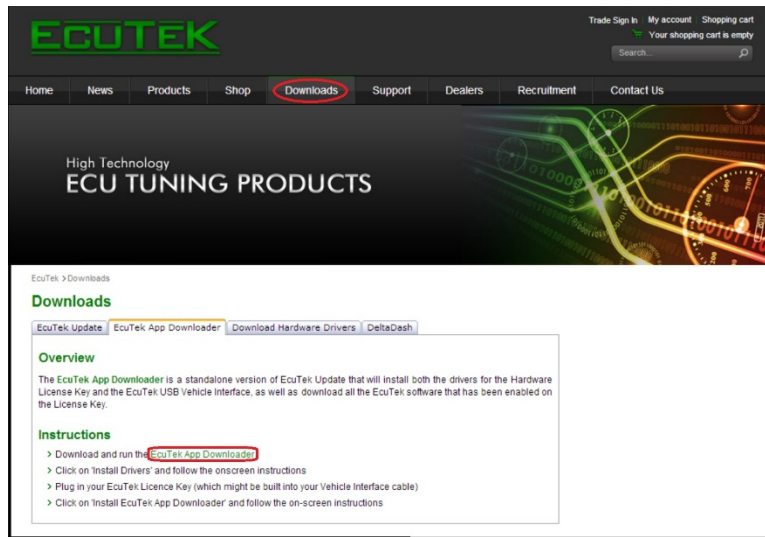 ECUTEK
Trade Sign In My account Shopping cart
Your shopping cart is empty
Search...
Home News Products Shop Downloads Support Dealers Recruitment Contact Us
High Technology
ECU TUNING PRODUCTS
EcuTek >Downloads
Downloads
EcuTek Update EcuTek App Downloader Download Hardware Drivers DeltaDash
Overview
The EcuTek App Downloader is a standalone version of EcuTek Update that will install both the drivers for the Hardware
License Key and the EcuTek USB Vehicle Interface, as well as download all the EcuTek software that has been enabled on
the License Key.
Instructions
> Download and run the EcuTek App Downloader
> Click on 'Install Drivers' and follow the onscreen instructions
> Plug in your EcuTek Licence Key (which might be built into your Vehicle Interface cable)
> Click on 'Install EcuTek App Downloader' and follow the on-screen instructions